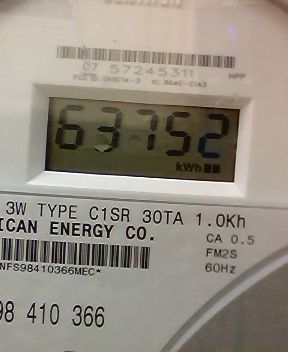 07 57245311
HPP
63752
kWh
3W TYPE C1SR 30TA 1.0Kh
ICAN ENERGY CO.
CA 0.5
FM2S
NFS98410366MEC*
60Hz
98 410 366